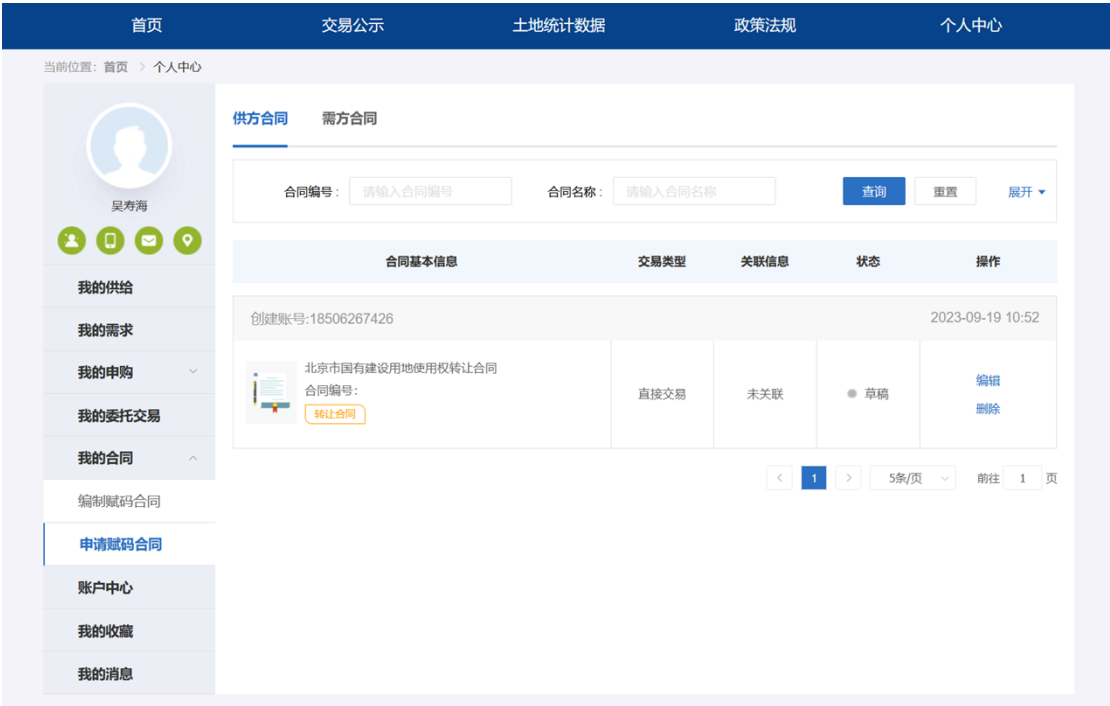 首页 交易公示 土地统计数据 政策法规 个人中心
当前位置: 首页 > 个人中心
吴寿海
我的供给
我的需求
我的申购
我的委托交易
我的合同
编制赋码合同
申请赋码合同
账户中心
我的收藏
我的消息
供方合同 需方合同
合同编号: 请输入合同编号 合同名称: 请输入合同名称 查询 重置 展开
合同基本信息 交易类型 关联信息 状态 操作
创建账号:18506267426 2023-09-19 10:52
北京市国有建设用地使用权转让合同
合同编号:
转让合同
直接交易 未关联 草稿
编辑
删除
< 1 > 5条/页 前往 1 页